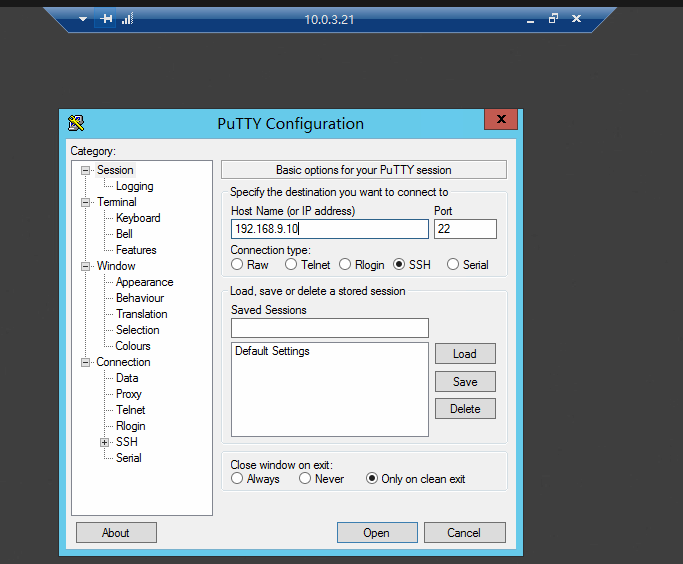 10.0.3.21
PuTTY Configuration
Category:
Session
Logging
Terminal
Keyboard
Bell
Features
Window
Appearance
Behaviour
Translation
Selection
Colours
Connection
Data
Proxy
Telnet
Rlogin
SSH
Serial
Basic options for your PuTTY session
Specify the destination you want to connect to
Host Name (or IP address) Port
192.168.9.10 22
Connection type:
Raw Telnet Rlogin SSH Serial
Load, save or delete a stored session
Saved Sessions
Default Settings
Load
Save
Delete
Close window on exit:
Always Never Only on clean exit
About Open Cancel